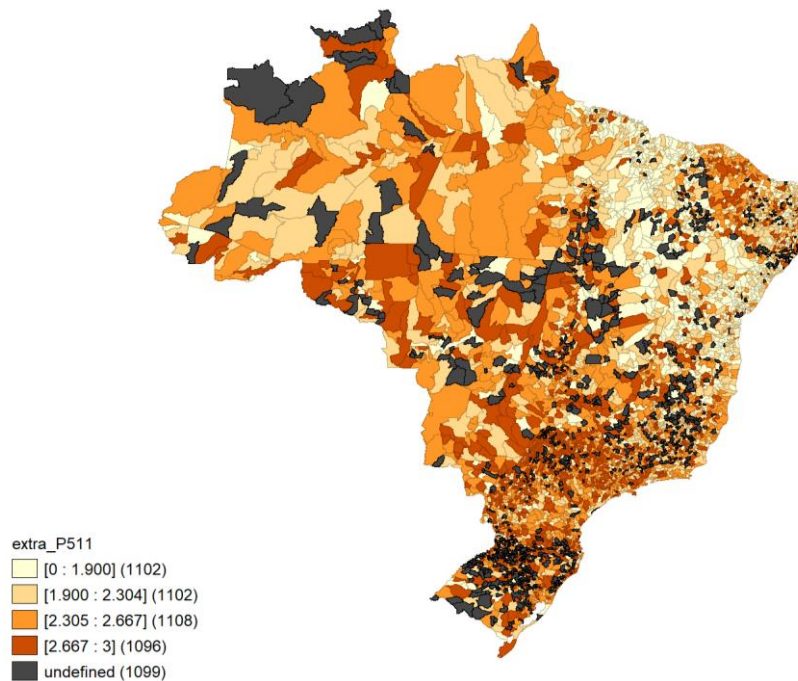 extra_P511
[0 : 1.900] (1102)
[1.900 : 2.304] (1102)
[2.305 : 2.667] (1108)
[2.667 : 3] (1096)
undefined (1099)